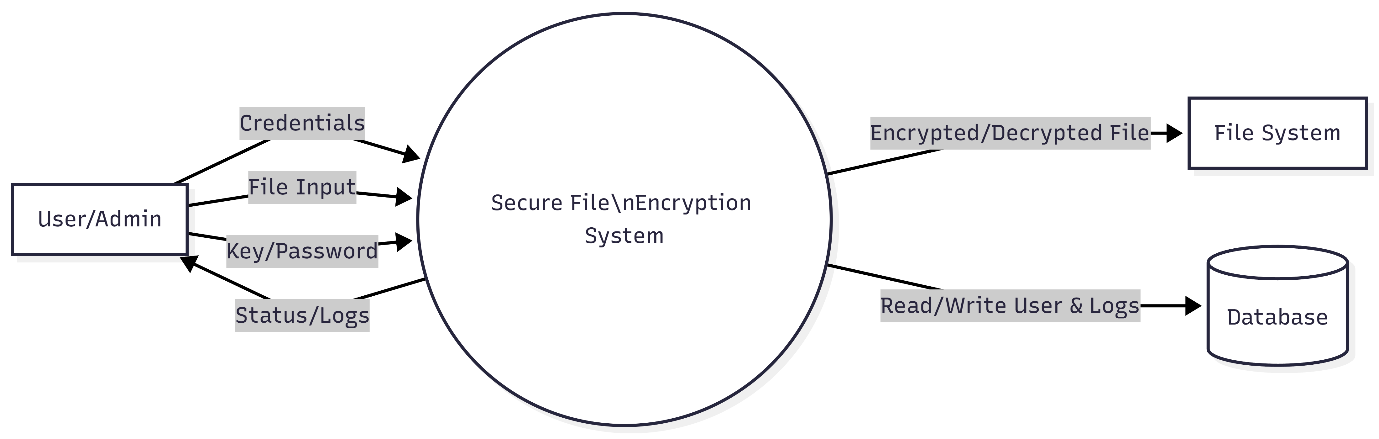 Credentials
File Input
User/Admin
Key/Password
Status/Logs
Secure File\nEncryption
System
Encrypted/Decrypted File
File System
Read/Write User & Logs
Database